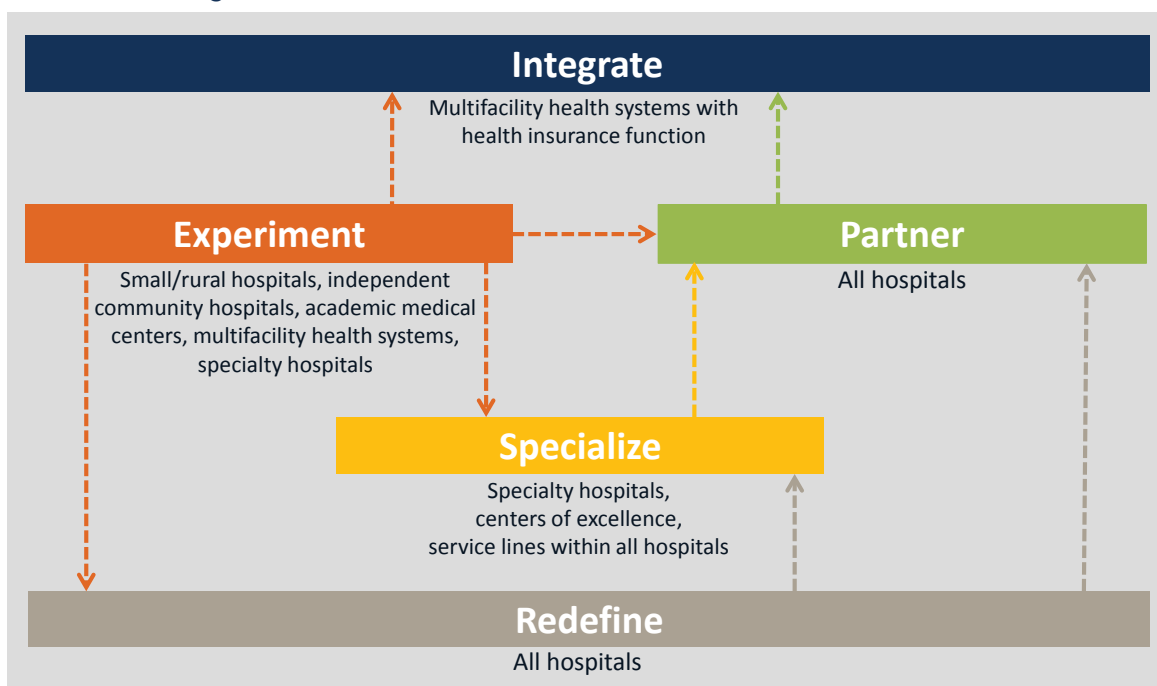 Integrate
Multifacility health systems with
health insurance function
Experiment
Partner
Small/rural hospitals, independent
community hospitals, academic medical
centers, multifacility health systems,
specialty hospitals
All hospitals
Specialize
Specialty hospitals,
centers of excellence,
service lines within all hospitals
Redefine
All hospitals